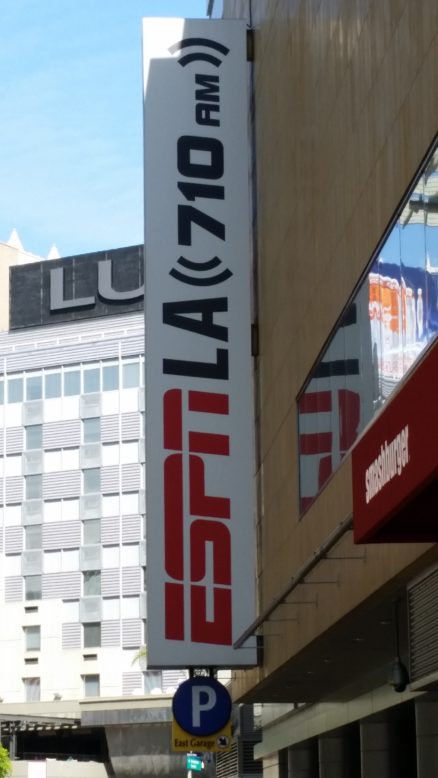 LU
ESPN LA 710 AM
smashburger
P
East Garage